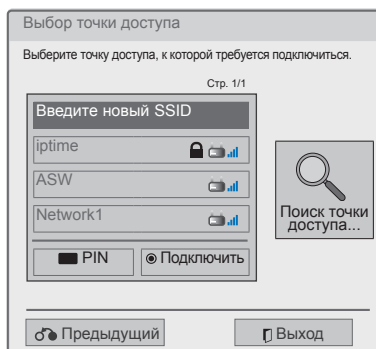 Выбор точки доступа
Выберите точку доступа, к которой требуется подключиться.
Стр. 1/1
Введите новый SSID
iptime
ASW
Network1
PIN
Подключить
Поиск точки
доступа...
Предыдущий
Выход